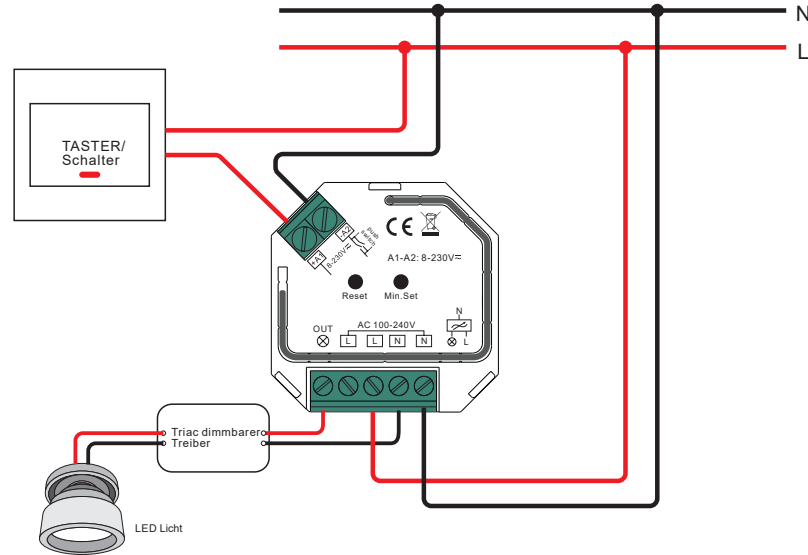 N
L
TASTER/
Schalter
-A2
push
switch
+A1
8-230V
CE
A1-A2: 8-230V
Reset
Min.Set
N
L
OUT
AC 100-240V
L L N N
Triac dimmbarer
Treiber
LED Licht